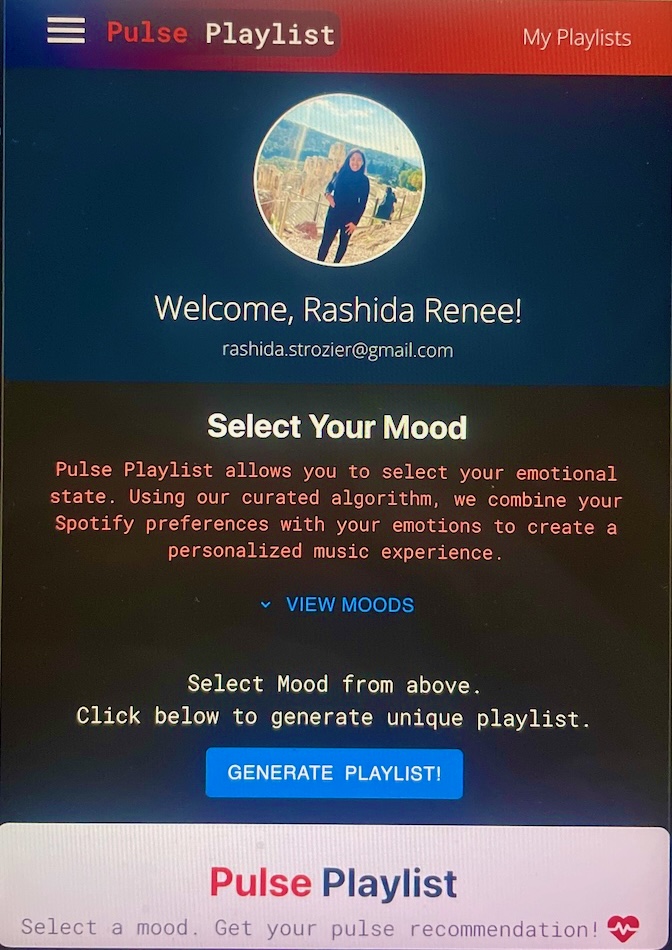 Pulse Playlist
My Playlists
Welcome, Rashida Renee!
rashida.strozier@gmail.com
Select Your Mood
Pulse Playlist allows you to select your emotional
state. Using our curated algorithm, we combine your
Spotify preferences with your emotions to create a
personalized music experience.
VIEW MOODS
Select Mood from above.
Click below to generate unique playlist.
GENERATE PLAYLIST!
Pulse Playlist
Select a mood. Get your pulse recommendation!